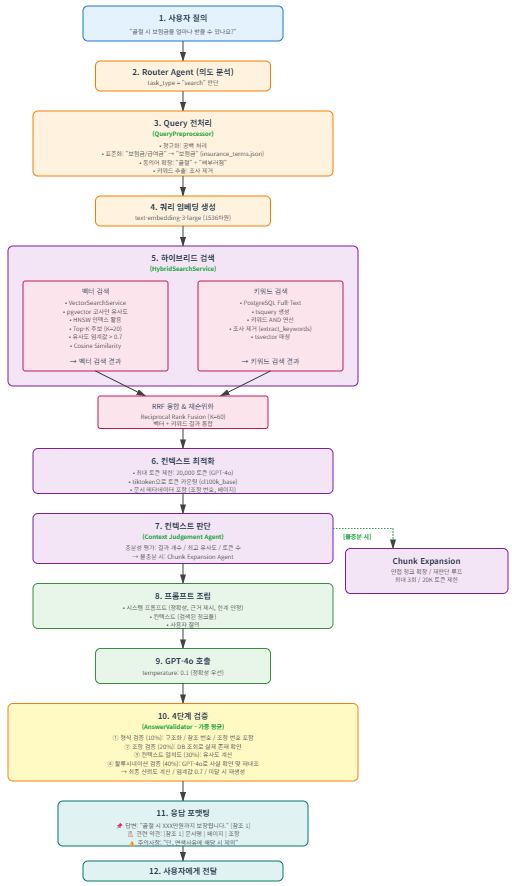 1. 사용자 질의
"골절 시 보험금을 얼마나 받을 수 있나요?"
2. Router Agent (의도 분석)
task_type = "search" 판단
3. Query 전처리
(QueryPreprocessor)
• 정규화: 공백 처리
• 표준화: "보험금/급여금" → "보험금" (insurance_terms.json)
• 동의어 확장: "골절" + "뼈부러짐"
• 키워드 추출: 조사 제거
4. 쿼리 임베딩 생성
text-embedding-3-large (1536차원)
5. 하이브리드 검색
(HybridSearchService)
벡터 검색
• VectorSearchService
• pgvector 코사인 유사도
• HNSW 인덱스 활용
• Top-K 후보 (K=20)
• 유사도 임계값 > 0.7
• Cosine Similarity
→ 벡터 검색 결과
키워드 검색
• PostgreSQL Full-Text
• tsquery 생성
• 키워드 AND 연산
• 조사 제거 (extract_keywords)
• tsvector 매칭
→ 키워드 검색 결과
RRF 융합 & 재순위화
Reciprocal Rank Fusion (K=60)
벡터 + 키워드 결과 통합
6. 컨텍스트 최적화
• 최대 토큰 제한: 20,000 토큰 (GPT-4o)
• tiktoken으로 토큰 카운팅 (cl100k_base)
• 문서 메타데이터 포함 (조항 번호, 페이지)
7. 컨텍스트 판단
(Context Judgement Agent)
충분성 평가: 결과 개수 / 최고 유사도 / 토큰 수
→ 불충분 시: Chunk Expansion Agent
[불충분 시]
Chunk Expansion
인접 청크 확장 / 재판단 루프
최대 3회 / 20K 토큰 제한
8. 프롬프트 조립
• 시스템 프롬프트 (정확성, 근거 제시, 한계 인정)
• 컨텍스트 (검색된 청크들)
• 사용자 질의
9. GPT-4o 호출
temperature: 0.1 (정확성 우선)
10. 4단계 검증
(AnswerValidator - 가중 평균)
① 형식 검증 (10%): 구조화 / 참조 번호 / 조항 번호 포함
② 조항 검증 (20%): DB 조회로 실제 존재 확인
③ 컨텍스트 일치도 (30%): 유사도 계산
④ 할루시네이션 검증 (40%): GPT-4o로 사실 확인 및 재대조
→ 최종 신뢰도 계산 / 임계값 0.7 / 미달 시 재생성
11. 응답 포맷팅
📌 답변: "골절 시 XXX만원까지 보장됩니다." [참조 1]
관련 약관: [참조 1] 문서명 | 페이지 | 조항
⚠️ 주의사항: "단, 면책사유에 해당 시 제외"
12. 사용자에게 전달